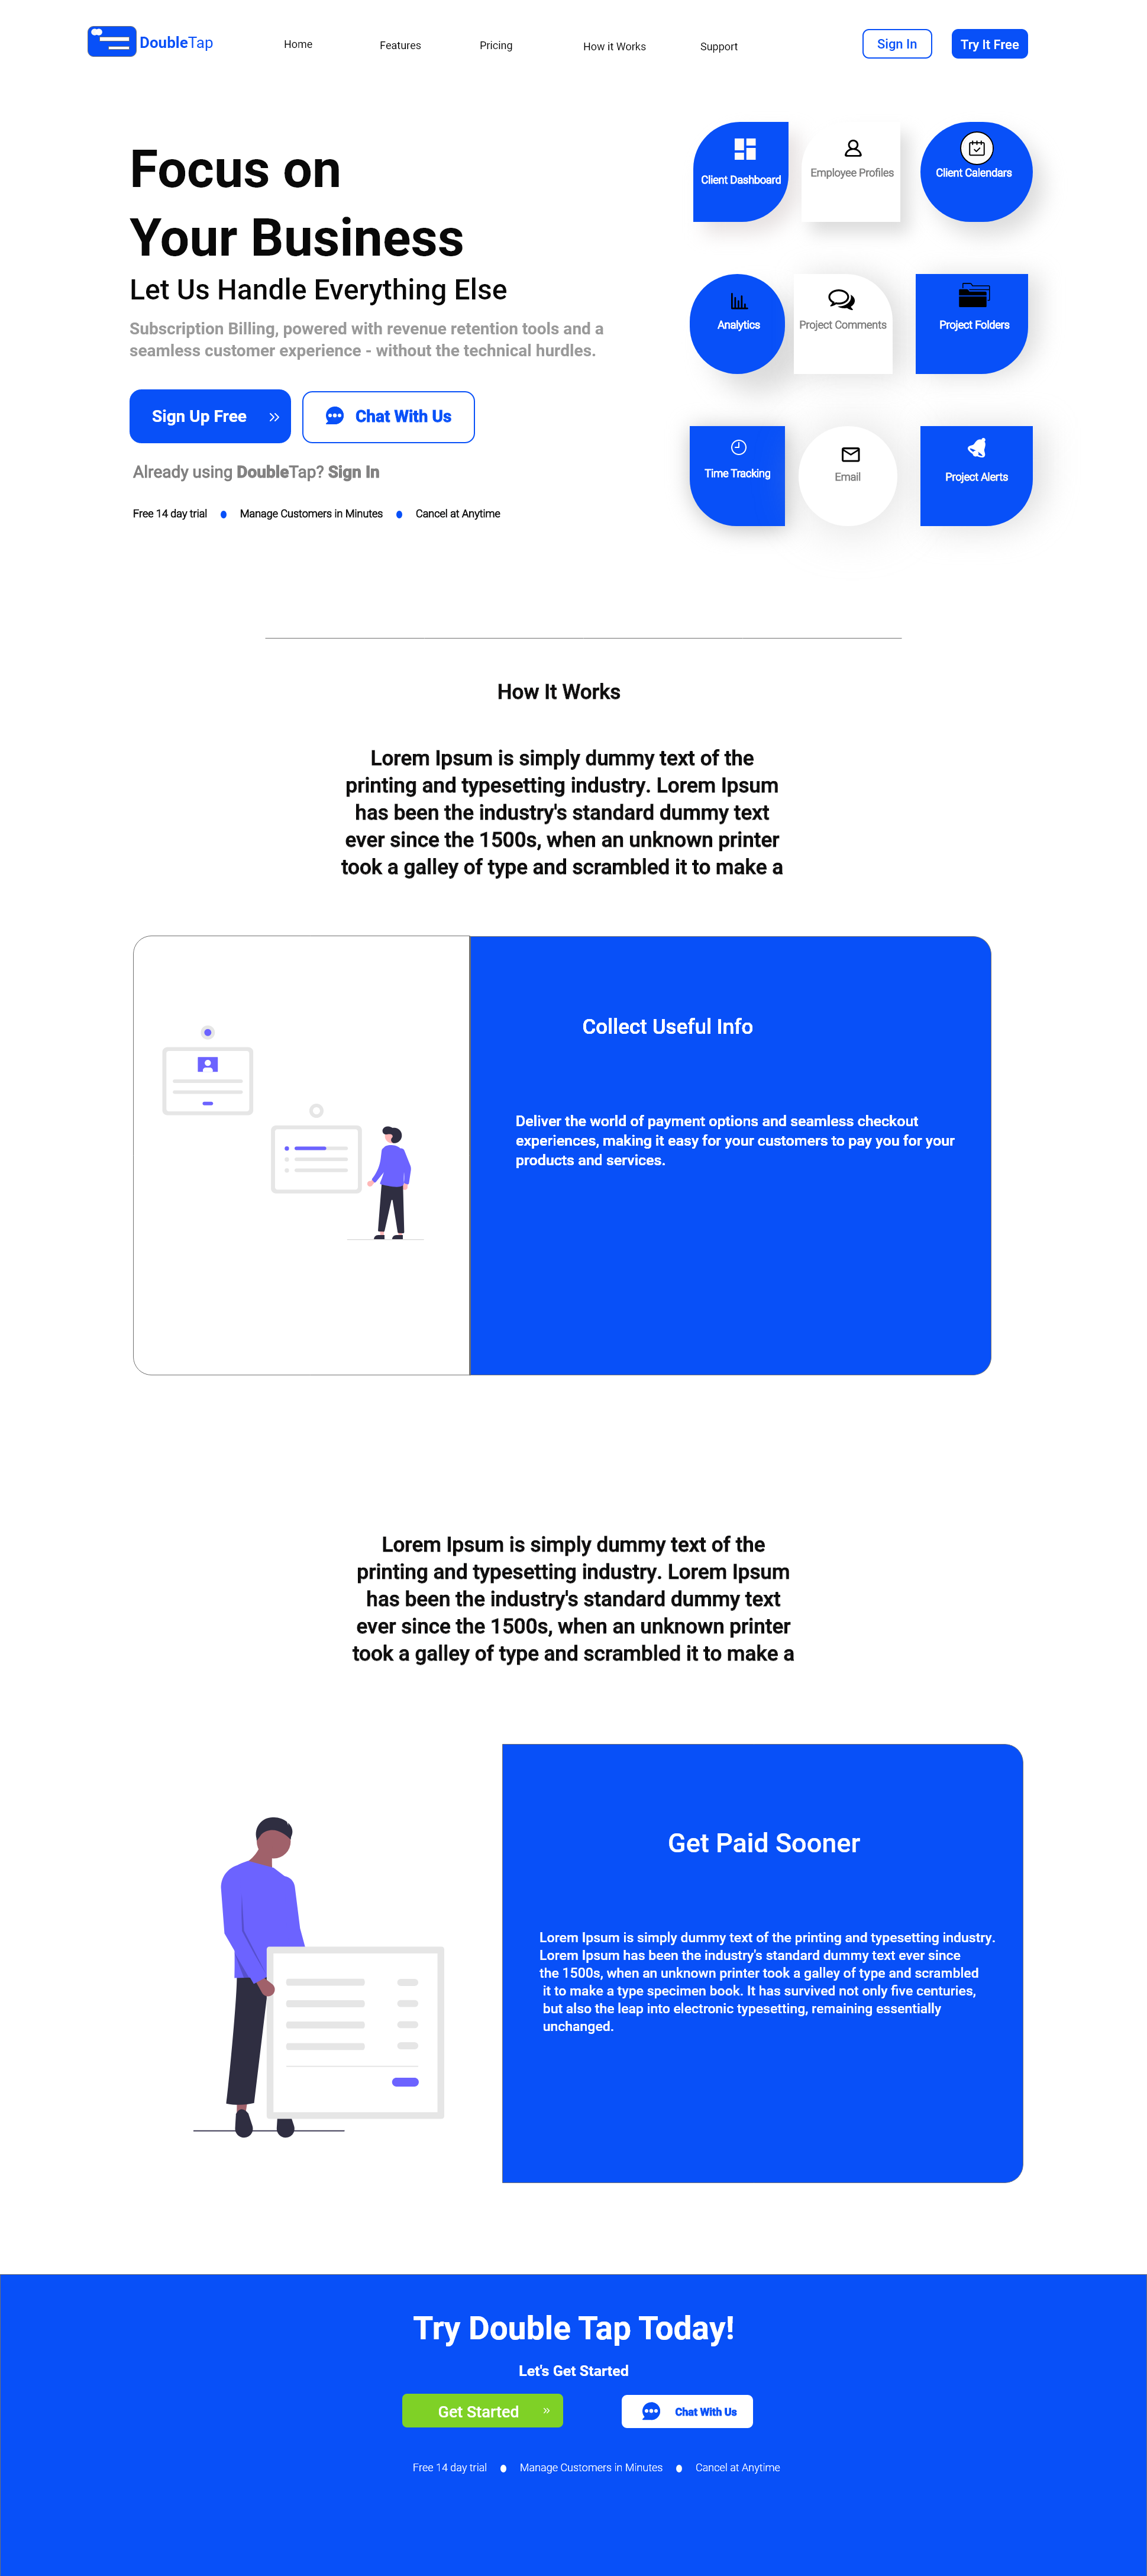 DoubleTap
Home
Features
Pricing
How it Works
Support
Sign In
Try It Free
Focus on
Your Business
Let Us Handle Everything Else
Subscription Billing, powered with revenue retention tools and a
seamless customer experience - without the technical hurdles.
Sign Up Free
Chat With Us
Already using DoubleTap? Sign In
Free 14 day trial
Manage Customers in Minutes
Cancel at Anytime
Client Dashboard
Employee Profiles
Client Calendars
Analytics
Project Comments
Project Folders
Time Tracking
Email
Project Alerts
How It Works
Lorem Ipsum is simply dummy text of the
printing and typesetting industry. Lorem Ipsum
has been the industry's standard dummy text
ever since the 1500s, when an unknown printer
took a galley of type and scrambled it to make a
Collect Useful Info
Deliver the world of payment options and seamless checkout
experiences, making it easy for your customers to pay you for your
products and services.
Lorem Ipsum is simply dummy text of the
printing and typesetting industry. Lorem Ipsum
has been the industry's standard dummy text
ever since the 1500s, when an unknown printer
took a galley of type and scrambled it to make a
Get Paid Sooner
Lorem Ipsum is simply dummy text of the printing and typesetting industry.
Lorem Ipsum has been the industry's standard dummy text ever since
the 1500s, when an unknown printer took a galley of type and scrambled
it to make a type specimen book. It has survived not only five centuries,
but also the leap into electronic typesetting, remaining essentially
unchanged.
Try Double Tap Today!
Let's Get Started
Get Started
Chat With Us
Free 14 day trial
Manage Customers in Minutes
Cancel at Anytime